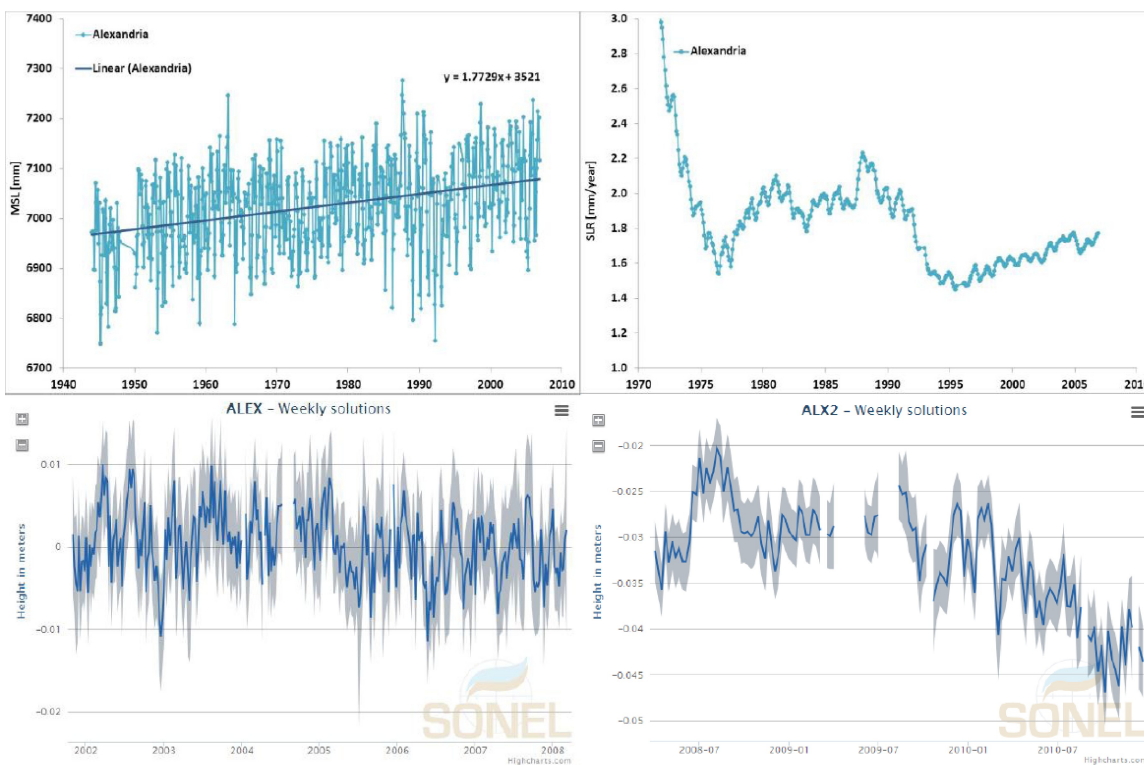 7400
7300
7200
7100
7000
6900
6800
6700
MSL [mm]
Alexandria
Linear (Alexandria)
y = 1.7729x + 3521
1940 1950 1960 1970 1980 1990 2000 2010
3.0
2.8
2.6
2.4
2.2
2.0
1.8
1.6
1.4
1.2
1.0
SLR [mm/year]
Alexandria
1970 1975 1980 1985 1990 1995 2000 2005 201
ALEX – Weekly solutions
0.01
0
-0.01
-0.02
Height in meters
SONEL
2002 2003 2004 2005 2006 2007 2008
Highcharts.com
ALX2 – Weekly solutions
-0.02
-0.025
-0.03
-0.035
-0.04
-0.045
-0.05
Height in meters
SONEL
2008-07 2009-01 2009-07 2010-01 2010-07
Highcharts.com